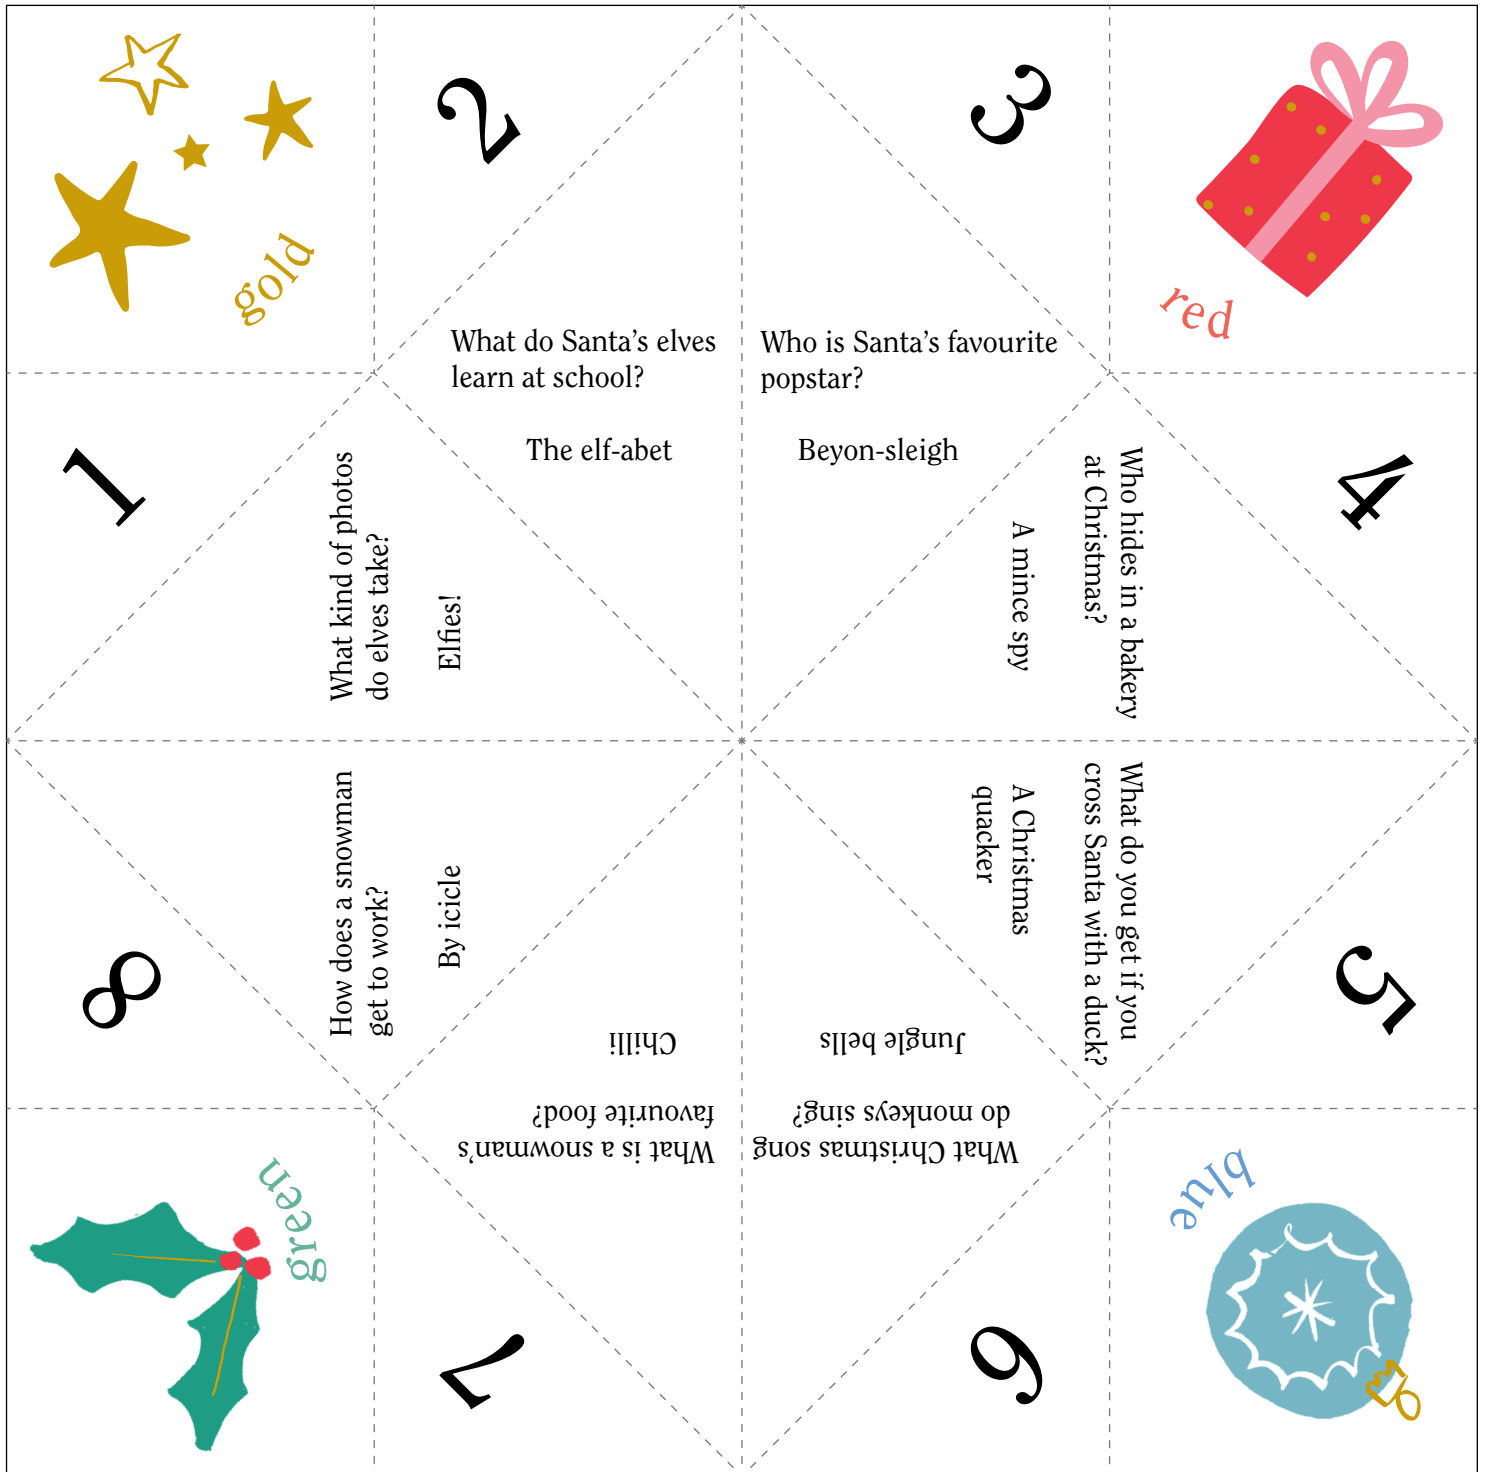 gold
2
3
red
What do Santa’s elves
learn at school?
The elf-abet
Who is Santa’s favourite
popstar?
Beyon-sleigh
1
What kind of photos
do elves take?
Elfies!
Who hides in a bakery
at Christmas?
A mince spy
4
8
How does a snowman
get to work?
By icicle
What do you get if you
cross Santa with a duck?
A Christmas
quacker
5
What is a snowman’s
favourite food?
Chilli
What Christmas song
do monkeys sing?
Jungle bells
green
7
6
blue